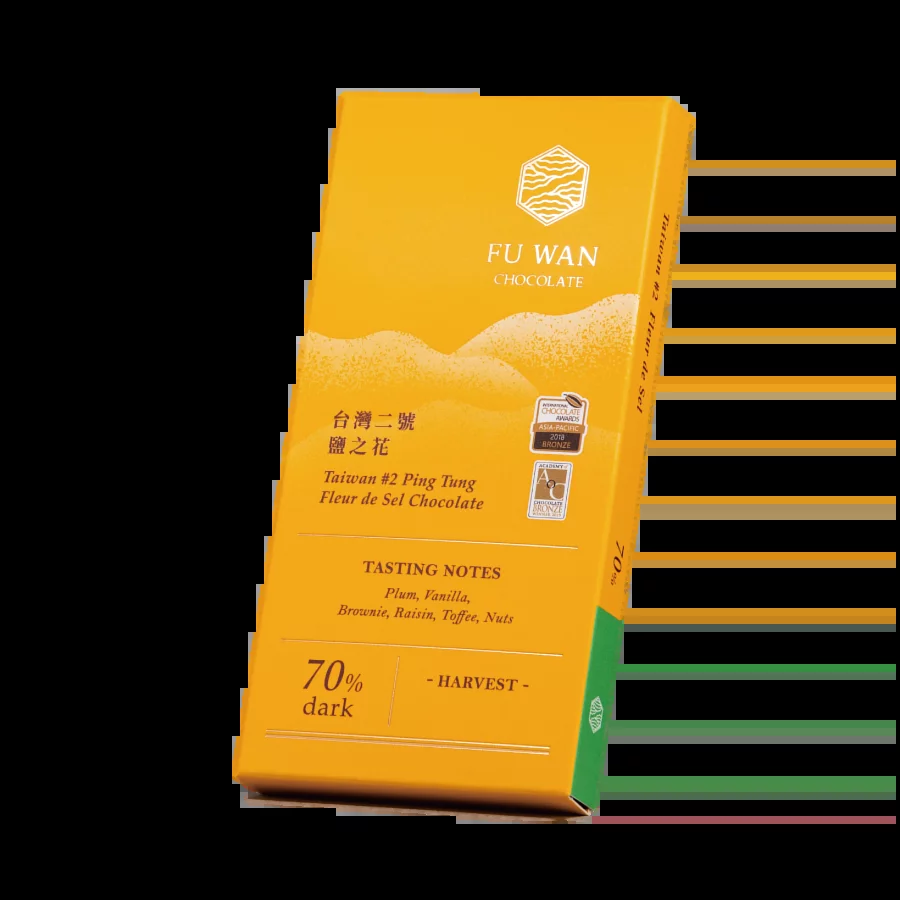 FU WAN
CHOCOLATE
Taiwan #2 Fleur de Sel
台灣二號
鹽之花
Taiwan #2 Ping Tung
Fleur de Sel Chocolate
INTERNATIONAL
CHOCOLATE
AWARDS
ASIA-PACIFIC
2018
BRONZE
ACADEMY of
AOC
CHOCOLATE
BRONZE
TASTING NOTES
Plum, Vanilla,
Brownie, Raisin, Toffee, Nuts
70%
dark
- HARVEST -
70%